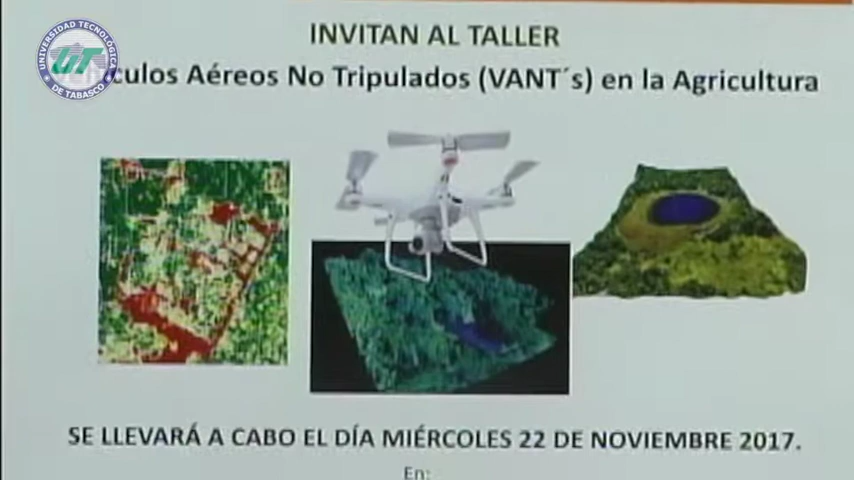 INVITAN AL TALLER
culos Aéreos No Tripulados (VANT´s) en la Agricultura
UNIVERSIDAD TECNOLÓGICA
UT
DE TABASCO
SE LLEVARÁ A CABO EL DÍA MIÉRCOLES 22 DE NOVIEMBRE 2017.
En: